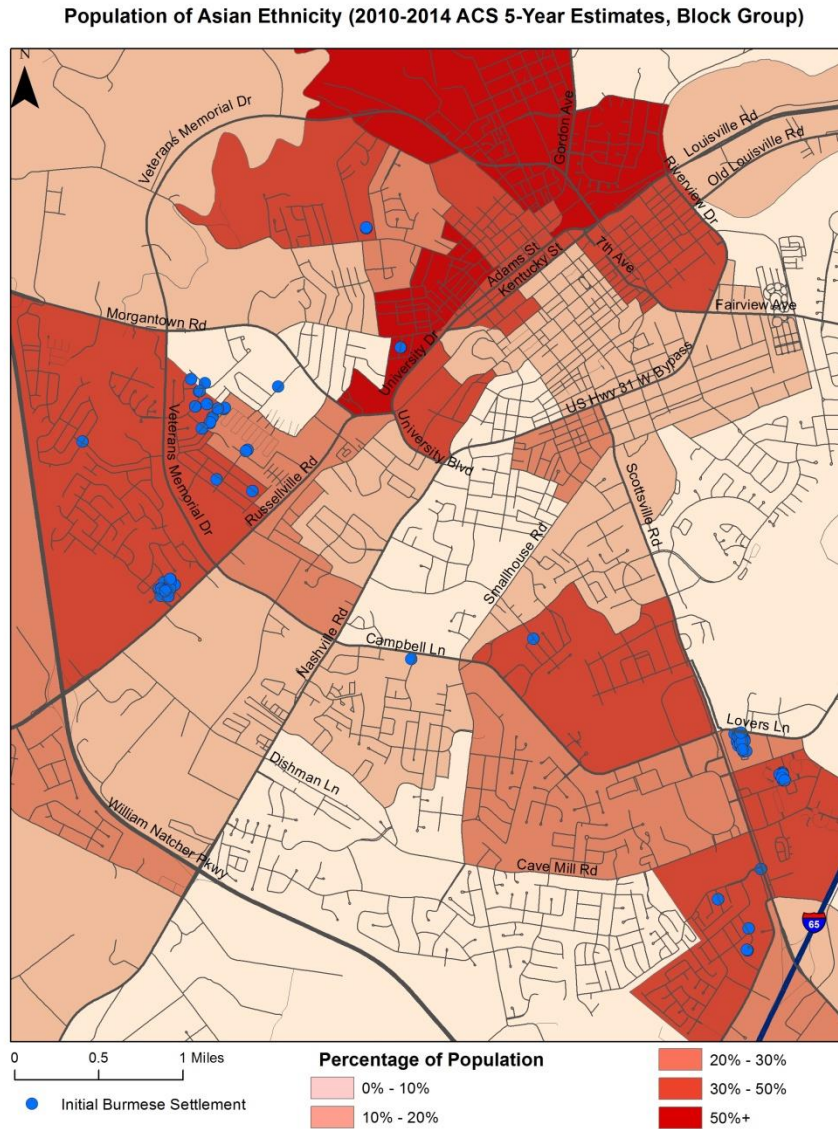 Population of Asian Ethnicity (2010-2014 ACS 5-Year Estimates, Block Group)
N
Veterans Memorial Dr
Gordon Ave
Louisville Rd
Old Louisville Rd
Riverview Dr
7th Ave
Adams St
Kentucky St
Fairview Ave
Morgantown Rd
University Dr
US Hwy 31 W-Bypass
University Blvd
Veterans Memorial Dr
Russellville Rd
Scottsville Rd
Smallhouse Rd
Nashville Rd
Campbell Ln
Lovers Ln
Dishman Ln
William Natcher Pkwy
Cave Mill Rd
65
0 0.5 1 Miles
Initial Burmese Settlement
Percentage of Population
0% - 10%
10% - 20%
20% - 30%
30% - 50%
50%+